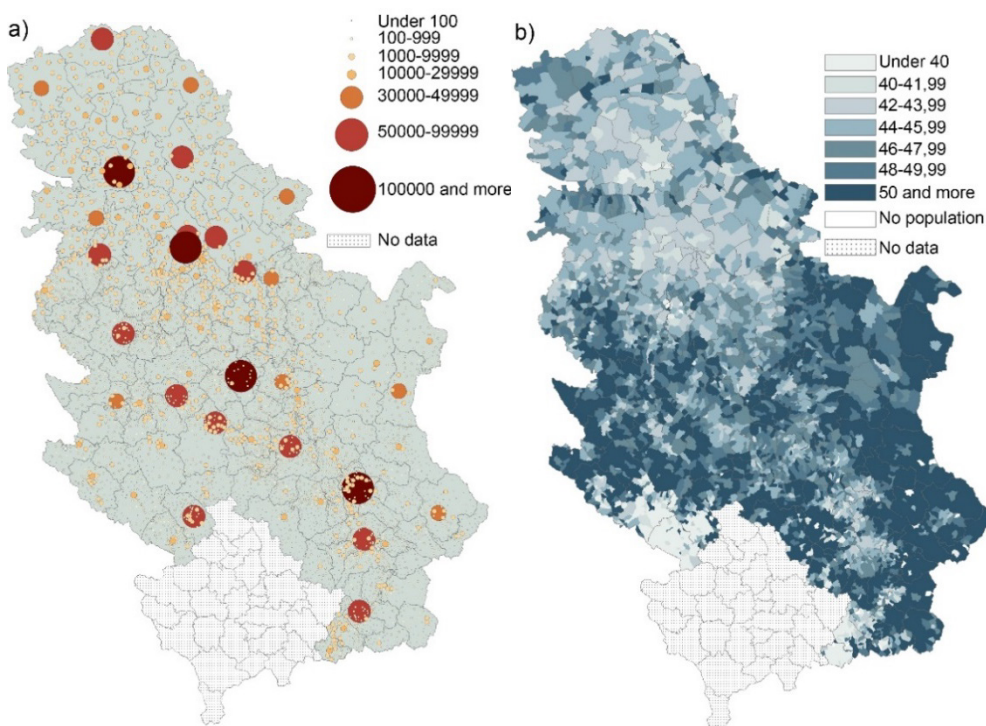 a)
Under 100
100-999
1000-9999
10000-29999
30000-49999
50000-99999
100000 and more
No data
b)
Under 40
40-41,99
42-43,99
44-45,99
46-47,99
48-49,99
50 and more
No population
No data